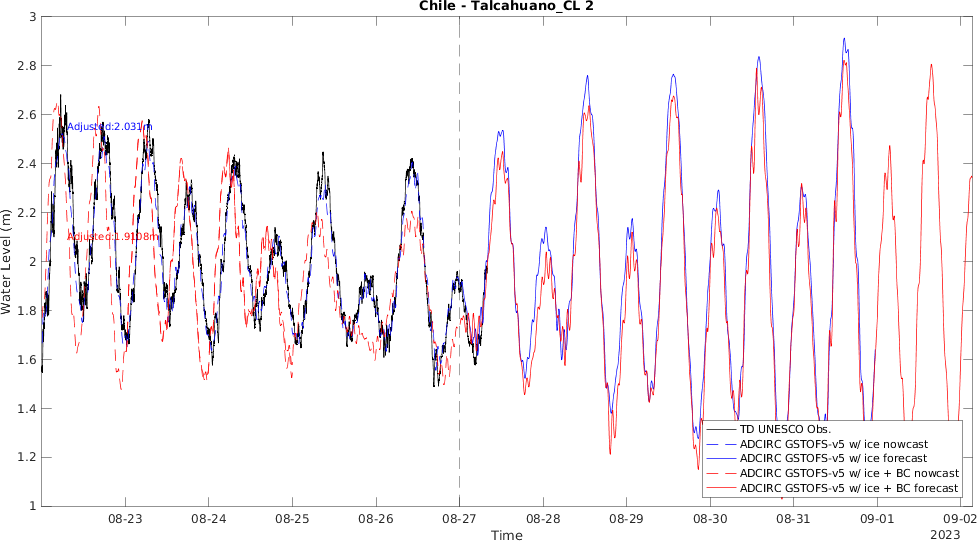 Chile - Talcahuano_CL 2
3
2.8
2.6
2.4
2.2
2
1.8
1.6
1.4
1.2
1
Water Level (m)
Adjusted:2.031m
Adjusted:1.9108m
TD UNESCO Obs.
ADCIRC GSTOFS-v5 w/ ice nowcast
ADCIRC GSTOFS-v5 w/ ice forecast
ADCIRC GSTOFS-v5 w/ ice + BC nowcast
ADCIRC GSTOFS-v5 w/ ice + BC forecast
08-23 08-24 08-25 08-26 08-27 08-28 08-29 08-30 08-31 09-01 09-02
Time
2023